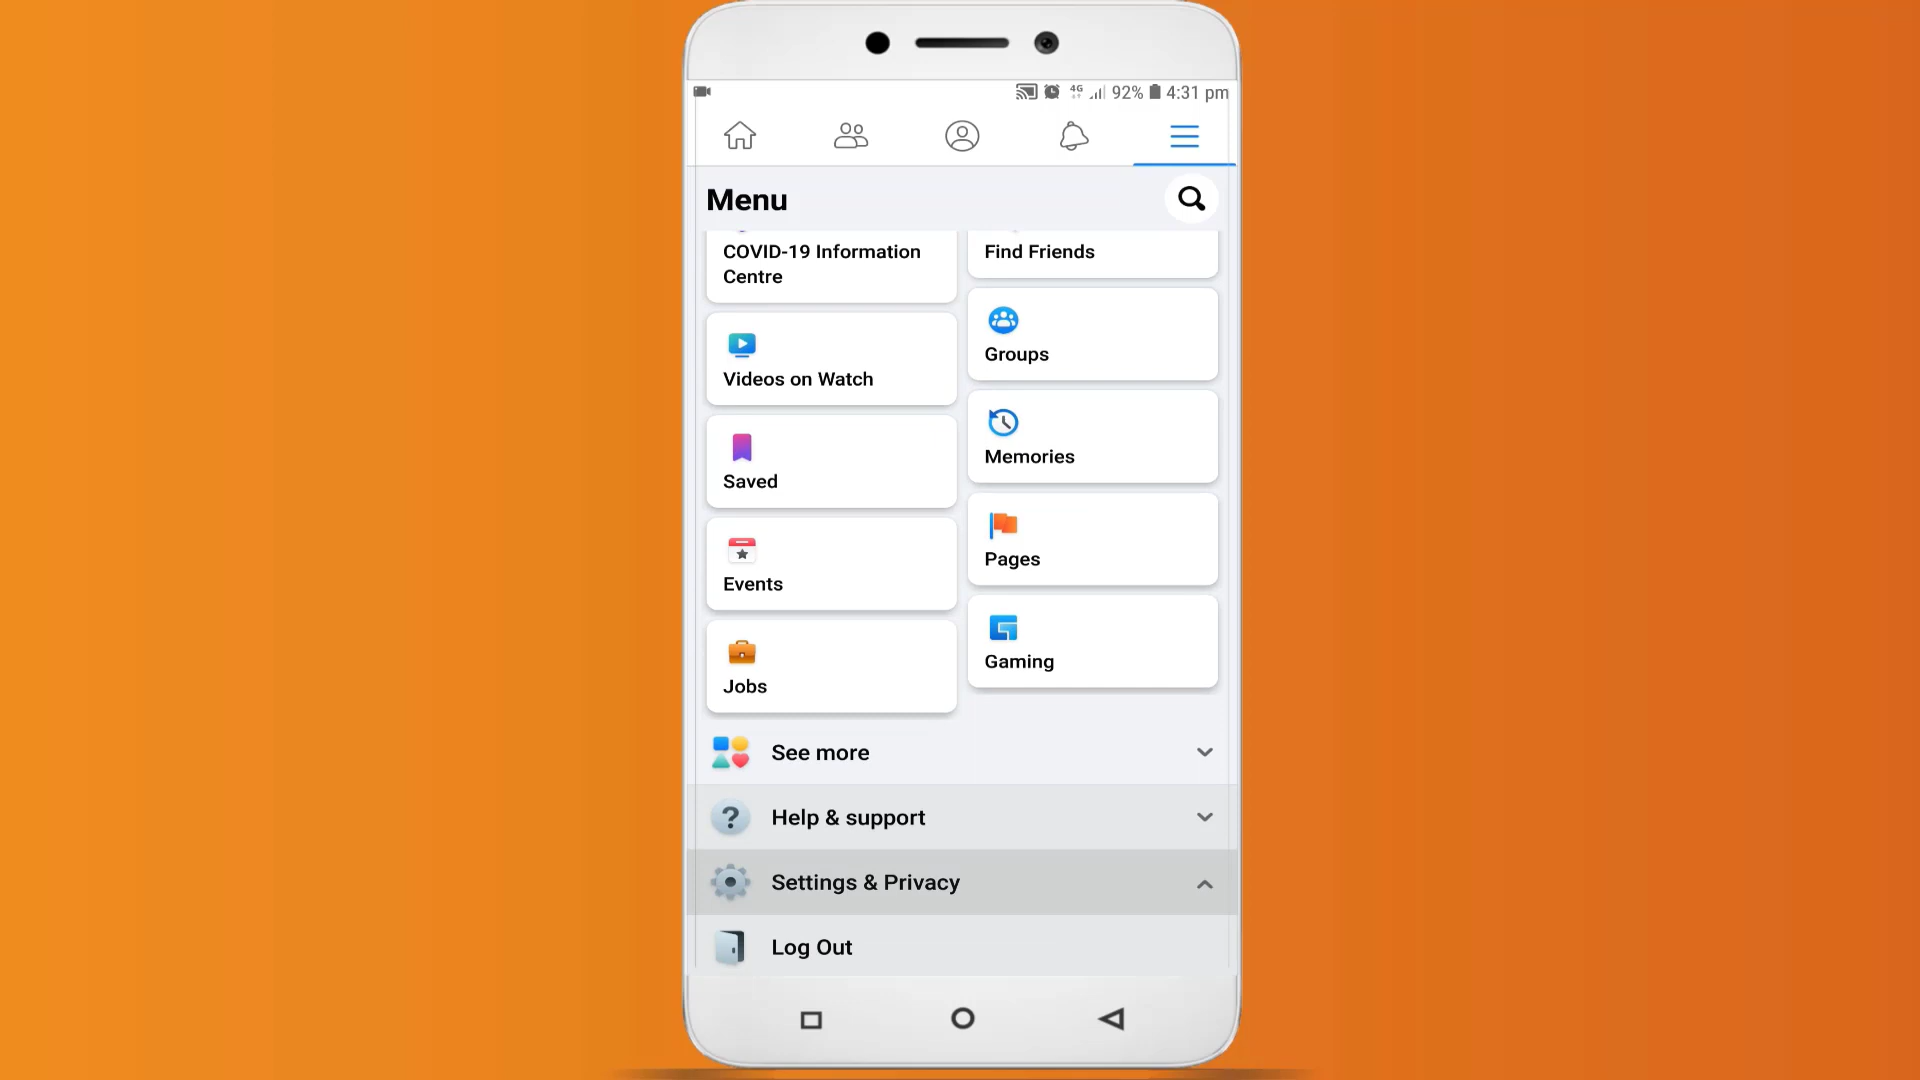 4G 92% 4:31 pm
Menu
COVID-19 Information
Centre
Find Friends
Groups
Videos on Watch
Memories
Saved
Pages
Events
Gaming
Jobs
See more
Help & support
Settings & Privacy
Log Out